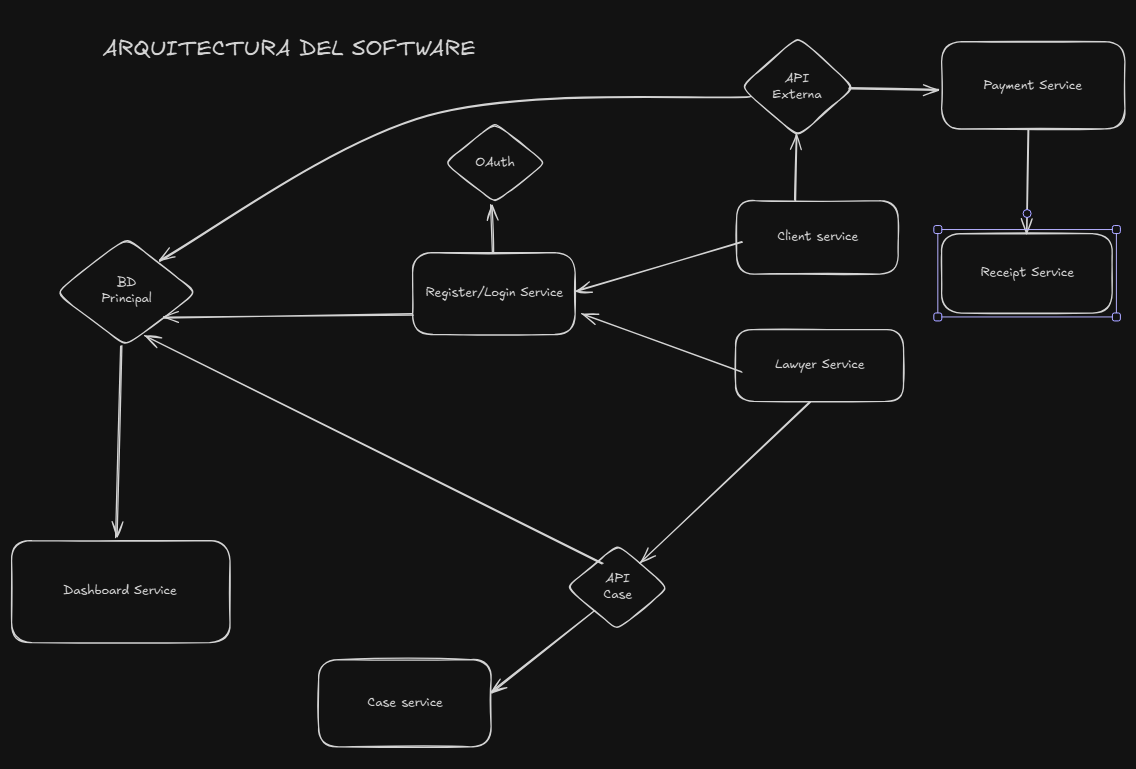 ARQUITECTURA DEL SOFTWARE
API
Externa
Payment Service
OAuth
Client service
Receipt Service
BD
Principal
Register/Login Service
Lawyer Service
API
Case
Dashboard Service
Case service